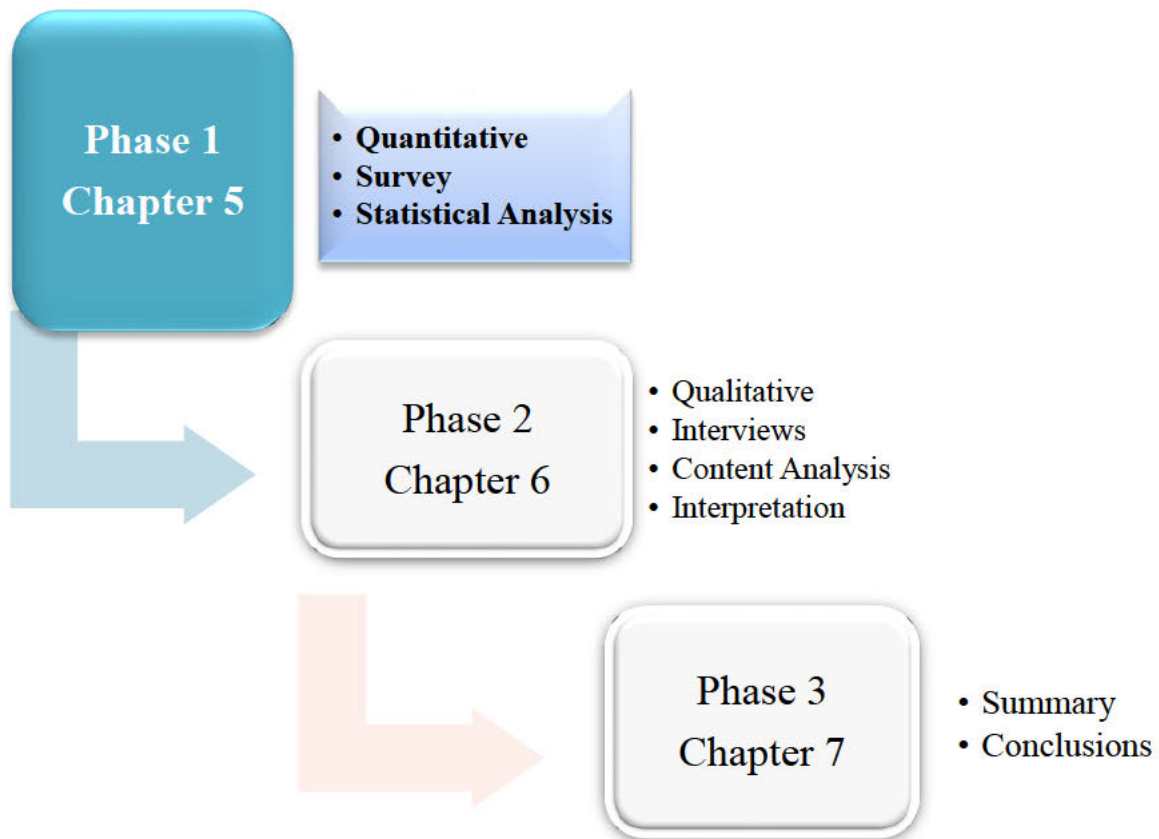 Phase 1
Chapter 5
• Quantitative
• Survey
• Statistical Analysis
Phase 2
Chapter 6
• Qualitative
• Interviews
• Content Analysis
• Interpretation
Phase 3
Chapter 7
• Summary
• Conclusions